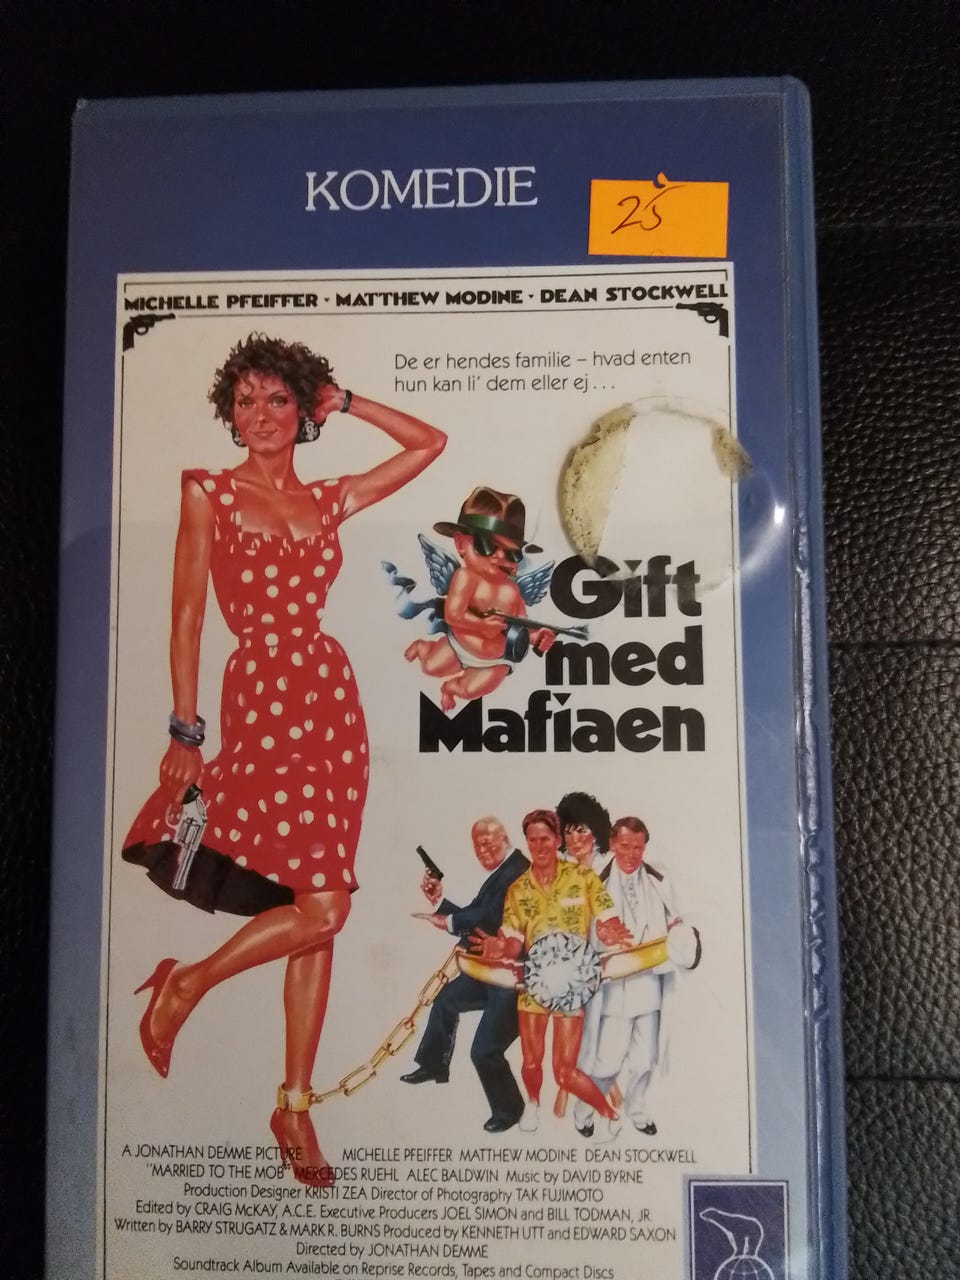 KOMEDIE
25
MICHELLE PFEIFFER · MATTHEW MODINE · DEAN STOCKWELL
De er hendes familie – hvad enten
hun kan li' dem eller ej . . .
Gift
med
Mafiaen
A JONATHAN DEMME PICTURE MICHELLE PFEIFFER MATTHEW MODINE DEAN STOCKWELL
"MARRIED TO THE MOB" MERCEDES RUEHL ALEC BALDWIN Music by DAVID BYRNE
Production Designer KRISTI ZEA Director of Photography TAK FUJIMOTO
Edited by CRAIG McKAY, A.C.E. Executive Producers JOEL SIMON and BILL TODMAN, JR.
Written by BARRY STRUGATZ & MARK R. BURNS Produced by KENNETH UTT and EDWARD SAXON
Directed by JONATHAN DEMME
Soundtrack Album Available on Reprise Records, Tapes and Compact Discs